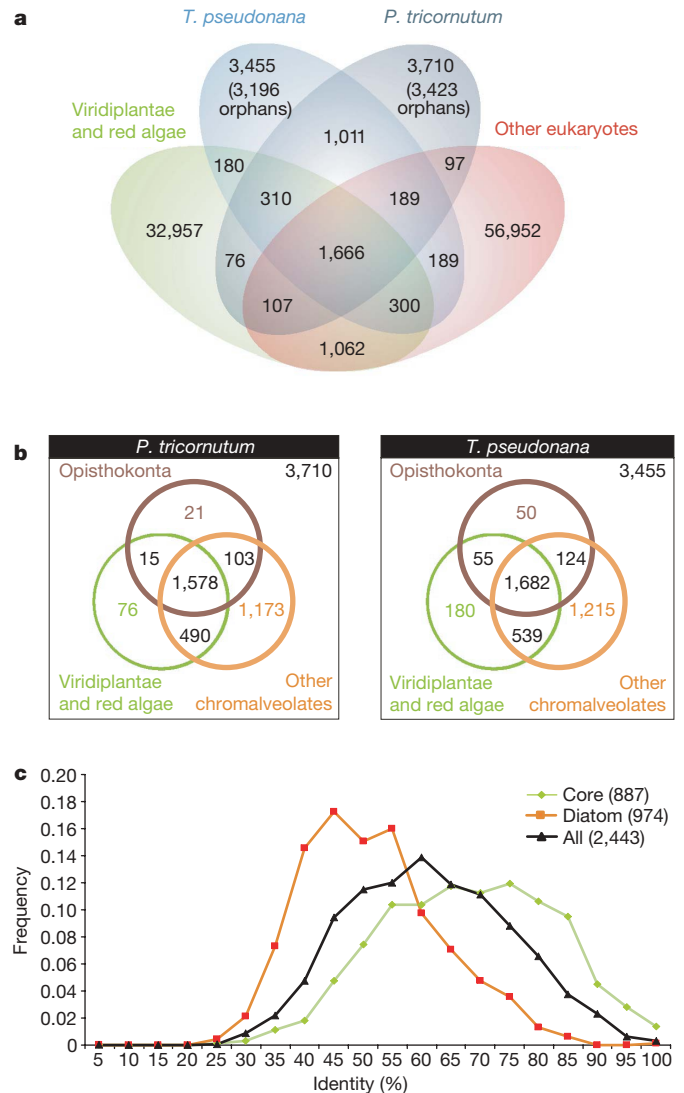 a
T. pseudonana
P. tricornutum
3,455
(3,196
orphans)
3,710
(3,423
orphans)
Viridiplantae
and red algae
Other eukaryotes
1,011
180
97
310
189
32,957
56,952
76
1,666
189
107
300
1,062
b
P. tricornutum
Opisthokonta
3,710
21
15
103
1,578
76
1,173
490
Viridiplantae
and red algae
Other
chromalveolates
T. pseudonana
Opisthokonta
3,455
50
55
124
1,682
180
1,215
539
Viridiplantae
and red algae
Other
chromalveolates
c
0.20
0.18
0.16
0.14
0.12
0.10
0.08
0.06
0.04
0.02
0
Frequency
Core (887)
Diatom (974)
All (2,443)
5 10 15 20 25 30 35 40 45 50 55 60 65 70 75 80 85 90 95 100
Identity (%)